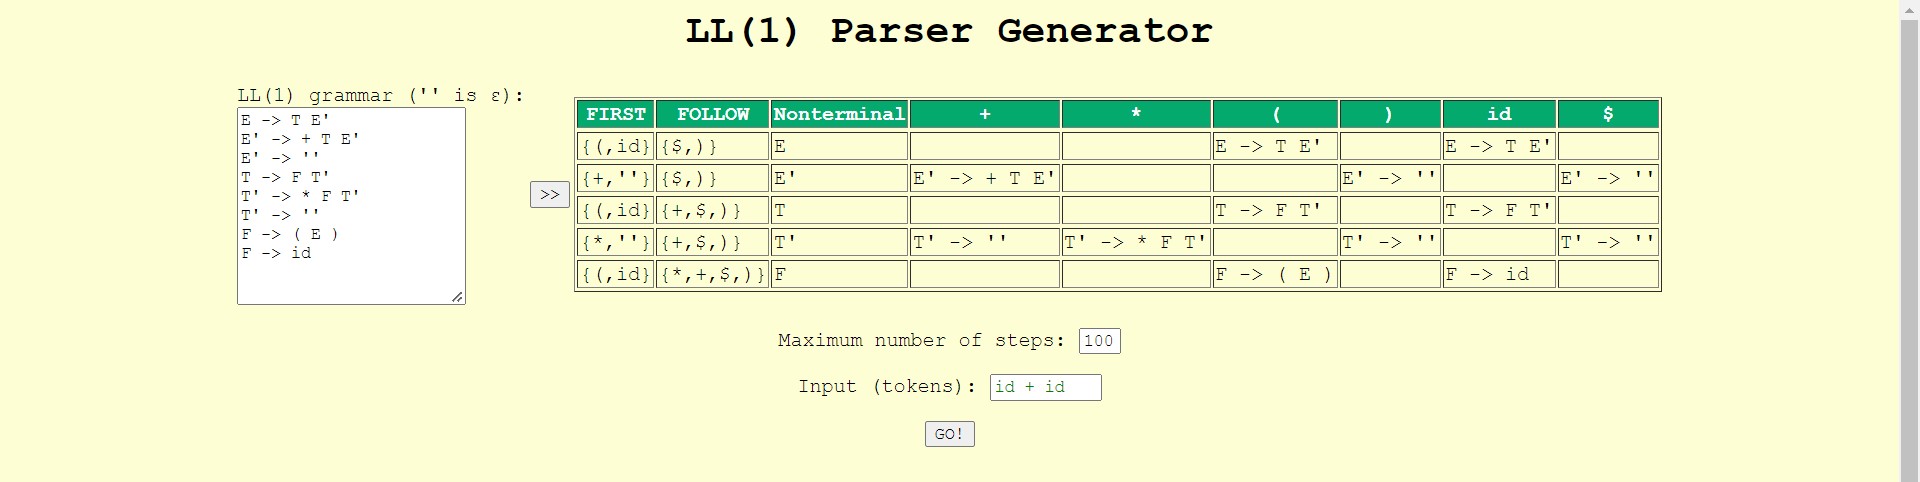 LL(1) Parser Generator
LL(1) grammar ('' is ε):
E -> T E'
E' -> + T E'
E' -> ''
T -> F T'
T' -> * F T'
T' -> ''
F -> ( E )
F -> id
>>
FIRST FOLLOW Nonterminal + * ( ) id $
{(,id} {$,)} E E -> T E' E -> T E'
{+,''} {$,)} E' E' -> + T E' E' -> '' E' -> ''
{(,id} {+,$,)} T T -> F T' T -> F T'
{*,''} {+,$,)} T' T' -> '' T' -> * F T' T' -> '' T' -> ''
{(,id} {*,+,$,)} F F -> ( E ) F -> id
Maximum number of steps: 100
Input (tokens): id + id
GO!